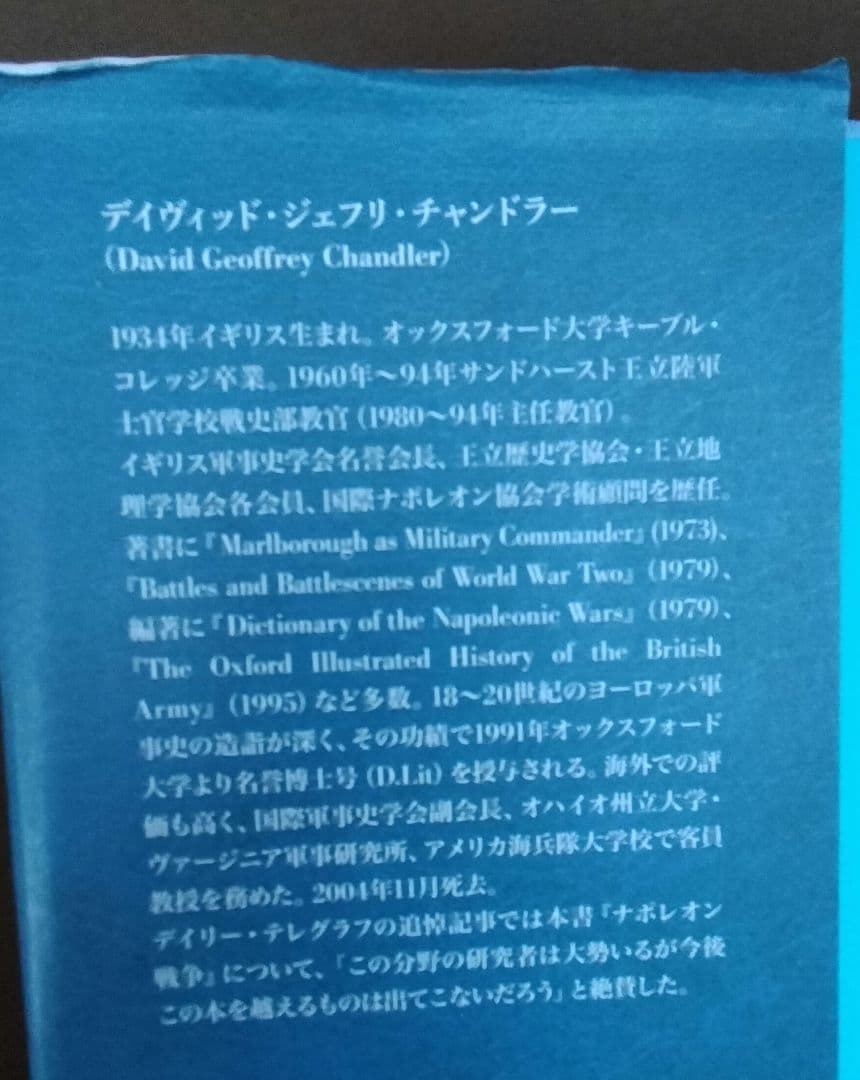 デイヴィッド・ジェフリ・チャンドラー
(David Geoffrey Chandler)
1934年イギリス生まれ。オックスフォード大学キーブル・
コレッジ卒業。1960年〜94年サンドハースト王立陸軍
士官学校戦史部教官(1980〜94年主任教官)。
イギリス軍事史学会名誉会長、王立歴史学協会・王立地
理学協会各会員、国際ナポレオン協会学術顧問を歴任。
著書に『Marlborough as Military Commander』(1973)、
『Battles and Battlescenes of World War Two』(1979)、
編著に『Dictionary of the Napoleonic Wars』(1979)、
『The Oxford Illustrated History of the British
Army』(1995)など多数。18〜20世紀のヨーロッパ軍
事史の造詣が深く、その功績で1991年オックスフォード
大学より名誉博士号(D.Lit)を授与される。海外での評
価も高く、国際軍事史学会副会長、オハイオ州立大学・
ヴァージニア軍事研究所、アメリカ海兵隊大学校で客員
教授を務めた。2004年11月死去。
デイリー・テレグラフの追悼記事では本書『ナポレオン
戦争』について、「この分野の研究者は大勢いるが今後
この本を越えるものは出てこないだろう」と絶賛した。